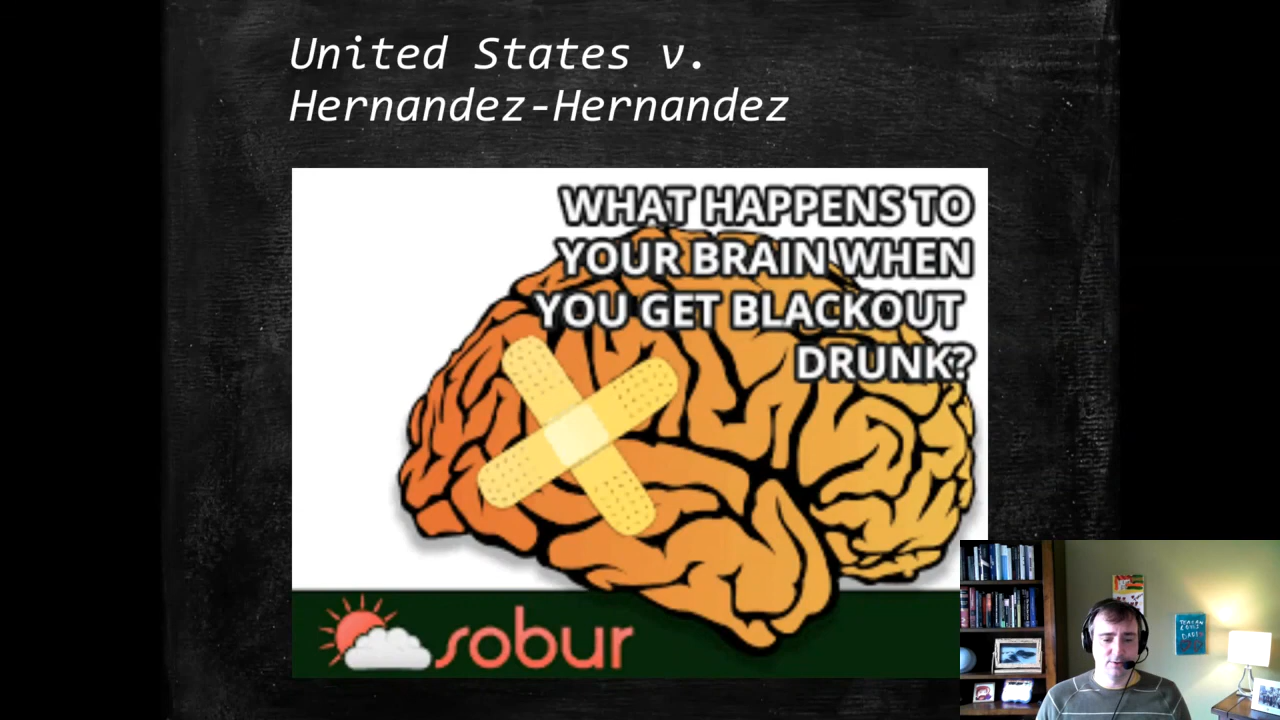 United States v.
Hernandez-Hernandez
WHAT HAPPENS TO
YOUR BRAIN WHEN
YOU GET BLACKOUT
DRUNK?
sobur